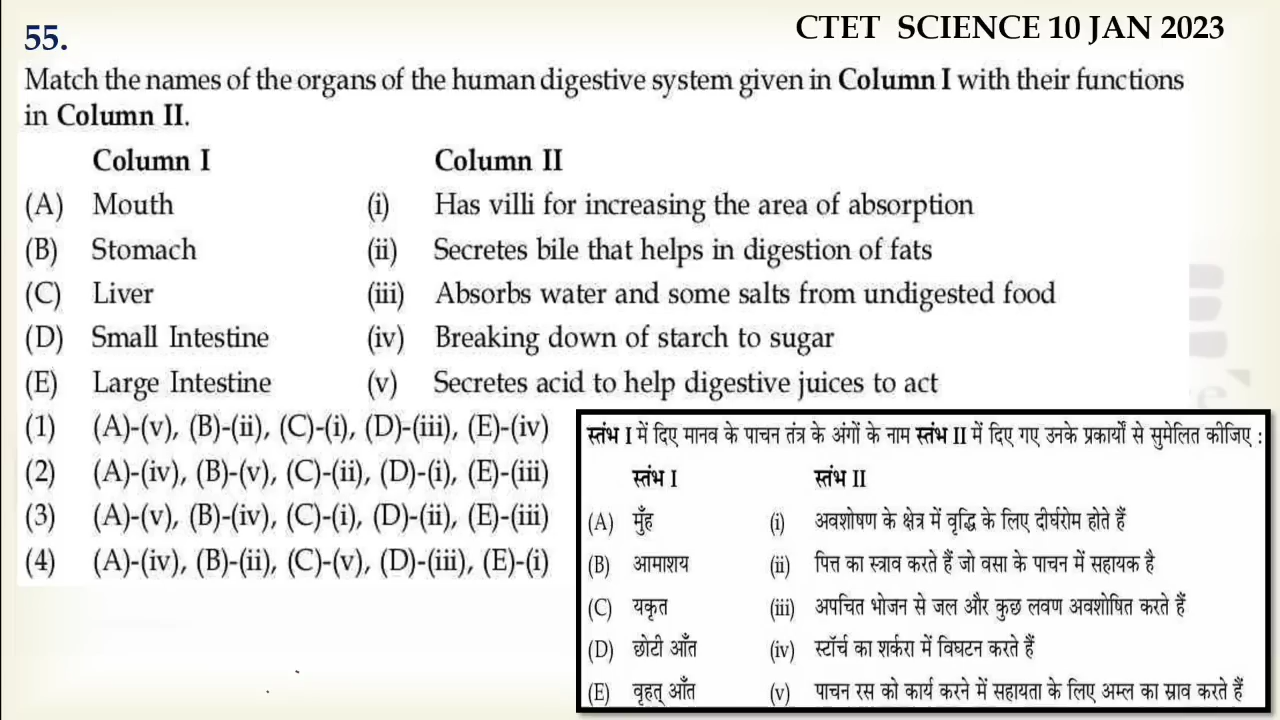 CTET SCIENCE 10 JAN 2023
55.
Match the names of the organs of the human digestive system given in Column I with their functions
in Column II.
Column I Column II
(A) Mouth (i) Has villi for increasing the area of absorption
(B) Stomach (ii) Secretes bile that helps in digestion of fats
(C) Liver (iii) Absorbs water and some salts from undigested food
(D) Small Intestine (iv) Breaking down of starch to sugar
(E) Large Intestine (v) Secretes acid to help digestive juices to act
(1) (A)-(v), (B)-(ii), (C)-(i), (D)-(iii), (E)-(iv)
(2) (A)-(iv), (B)-(v), (C)-(ii), (D)-(i), (E)-(iii)
(3) (A)-(v), (B)-(iv), (C)-(i), (D)-(ii), (E)-(iii)
(4) (A)-(iv), (B)-(ii), (C)-(v), (D)-(iii), (E)-(i)
स्तंभ I में दिए मानव के पाचन तंत्र के अंगों के नाम स्तंभ II में दिए गए उनके प्रकार्यों से सुमेलित कीजिए :
स्तंभ I स्तंभ II
(A) मुँह (i) अवशोषण के क्षेत्र में वृद्धि के लिए दीर्घरोम होते हैं
(B) आमाशय (ii) पित्त का स्त्राव करते हैं जो वसा के पाचन में सहायक है
(C) यकृत (iii) अपचित भोजन से जल और कुछ लवण अवशोषित करते हैं
(D) छोटी आँत (iv) स्टॉर्च का शर्करा में विघटन करते हैं
(E) वृहत् आँत (v) पाचन रस को कार्य करने में सहायता के लिए अम्ल का स्राव करते हैं